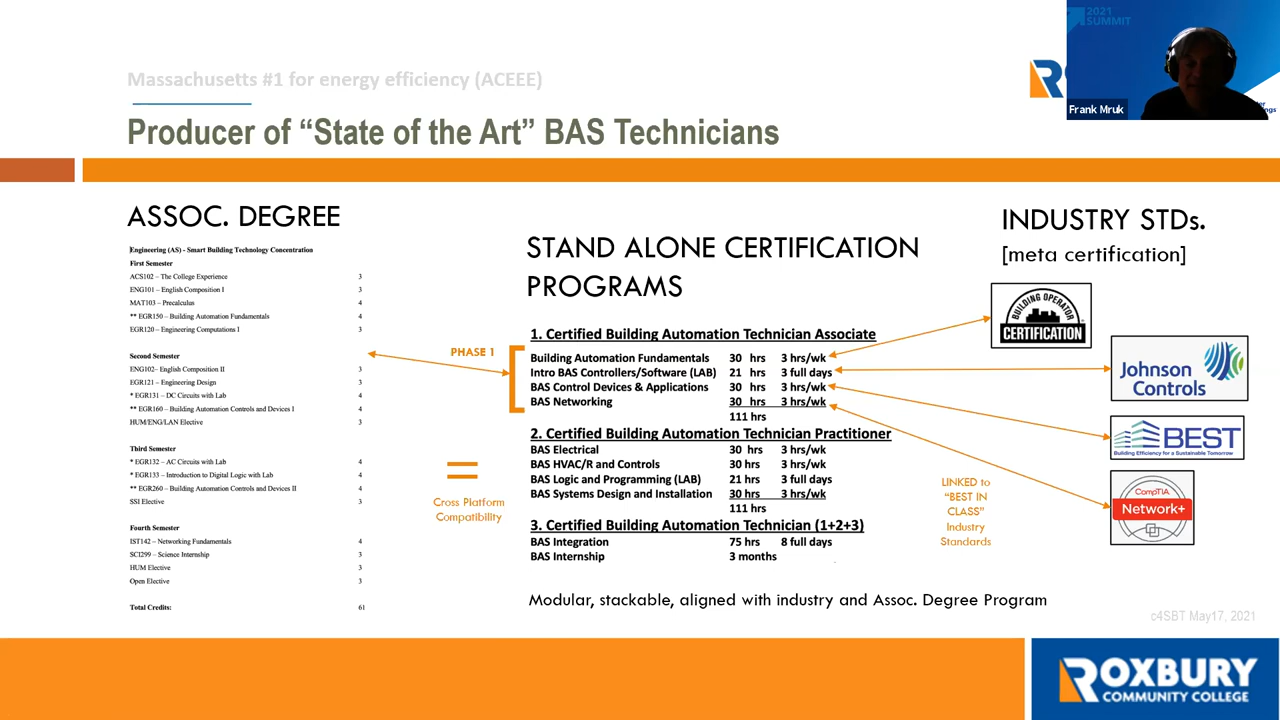 2021
SUMMIT
Frank Mruk
Massachusetts #1 for energy efficiency (ACEEE)
Producer of “State of the Art” BAS Technicians
ASSOC. DEGREE
Engineering (AS) - Smart Building Technology Concentration
First Semester
ACS102 – The College Experience 3
ENG101 – English Composition I 3
MAT103 – Precalculus 4
** EGR150 – Building Automation Fundamentals 4
EGR120 – Engineering Computations I 3
Second Semester
ENG102– English Composition II 3
EGR121 – Engineering Design 3
* EGR131 – DC Circuits with Lab 4
** EGR160 – Building Automation Controls and Devices I 4
HUM/ENG/LAN Elective 3
Third Semester
* EGR132 – AC Circuits with Lab 4
* EGR133 – Introduction to Digital Logic with Lab 4
** EGR260 – Building Automation Controls and Devices II 4
SSI Elective 3
Fourth Semester
IST142 – Networking Fundamentals 4
SCI299 – Science Internship 3
HUM Elective 3
Open Elective 3
Total Credits: 61
PHASE 1
=
Cross Platform
Compatibility
STAND ALONE CERTIFICATION
PROGRAMS
1. Certified Building Automation Technician Associate
Building Automation Fundamentals 30 hrs 3 hrs/wk
Intro BAS Controllers/Software (LAB) 21 hrs 3 full days
BAS Control Devices & Applications 30 hrs 3 hrs/wk
BAS Networking 30 hrs 3 hrs/wk
111 hrs
2. Certified Building Automation Technician Practitioner
BAS Electrical 30 hrs 3 hrs/wk
BAS HVAC/R and Controls 30 hrs 3 hrs/wk
BAS Logic and Programming (LAB) 21 hrs 3 full days
BAS Systems Design and Installation 30 hrs 3 hrs/wk
111 hrs
3. Certified Building Automation Technician (1+2+3)
BAS Integration 75 hrs 8 full days
BAS Internship 3 months
Modular, stackable, aligned with industry and Assoc. Degree Program
INDUSTRY STDs.
[meta certification]
BUILDING OPERATOR
CERTIFICATION
Johnson
Controls
BEST
Building Efficiency for a Sustainable Tomorrow
CompTIA
Network+
LINKED to
“BEST IN
CLASS”
Industry
Standards
c4SBT May17, 2021
ROXBURY
COMMUNITY COLLEGE